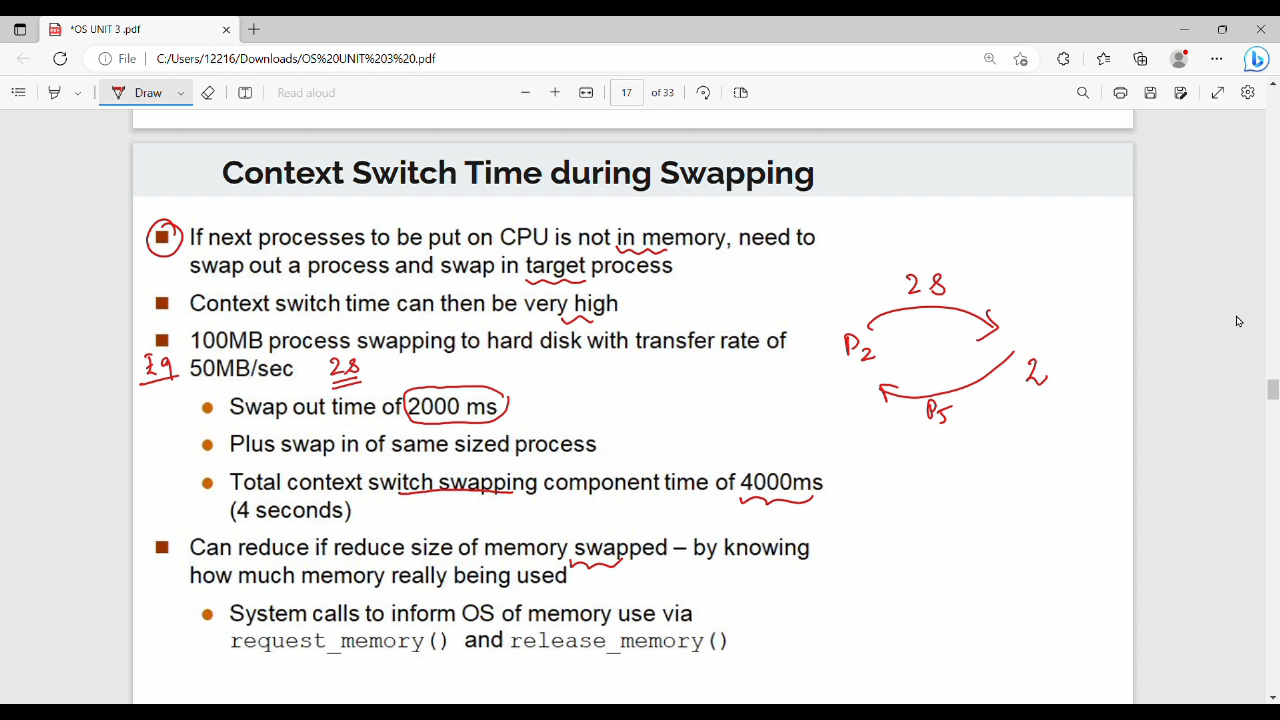 *OS UNIT 3 .pdf
File C:/Users/12216/Downloads/OS%20UNIT%203%20.pdf
Draw Read aloud 17 of 33
Context Switch Time during Swapping
If next processes to be put on CPU is not in memory, need to
swap out a process and swap in target process
Context switch time can then be very high
100MB process swapping to hard disk with transfer rate of
50MB/sec 2s
Swap out time of 2000 ms
Plus swap in of same sized process
Total context switch swapping component time of 4000ms
(4 seconds)
Can reduce if reduce size of memory swapped – by knowing
how much memory really being used
System calls to inform OS of memory use via
request_memory() and release_memory()
2s
P2
2
P5